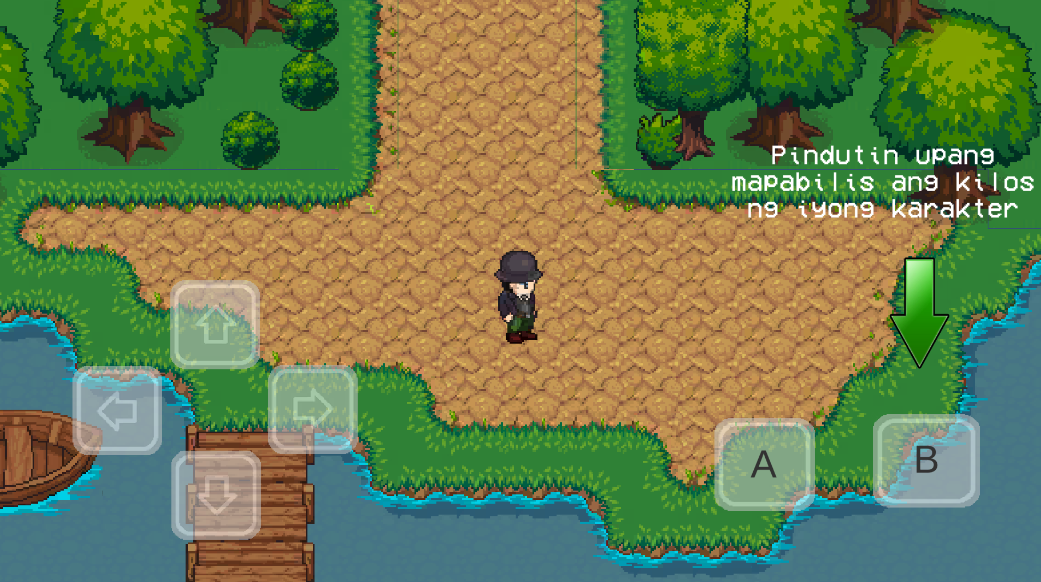 Pindutin upang
mapabilis ang kilos
ng iyong karakter
A
B